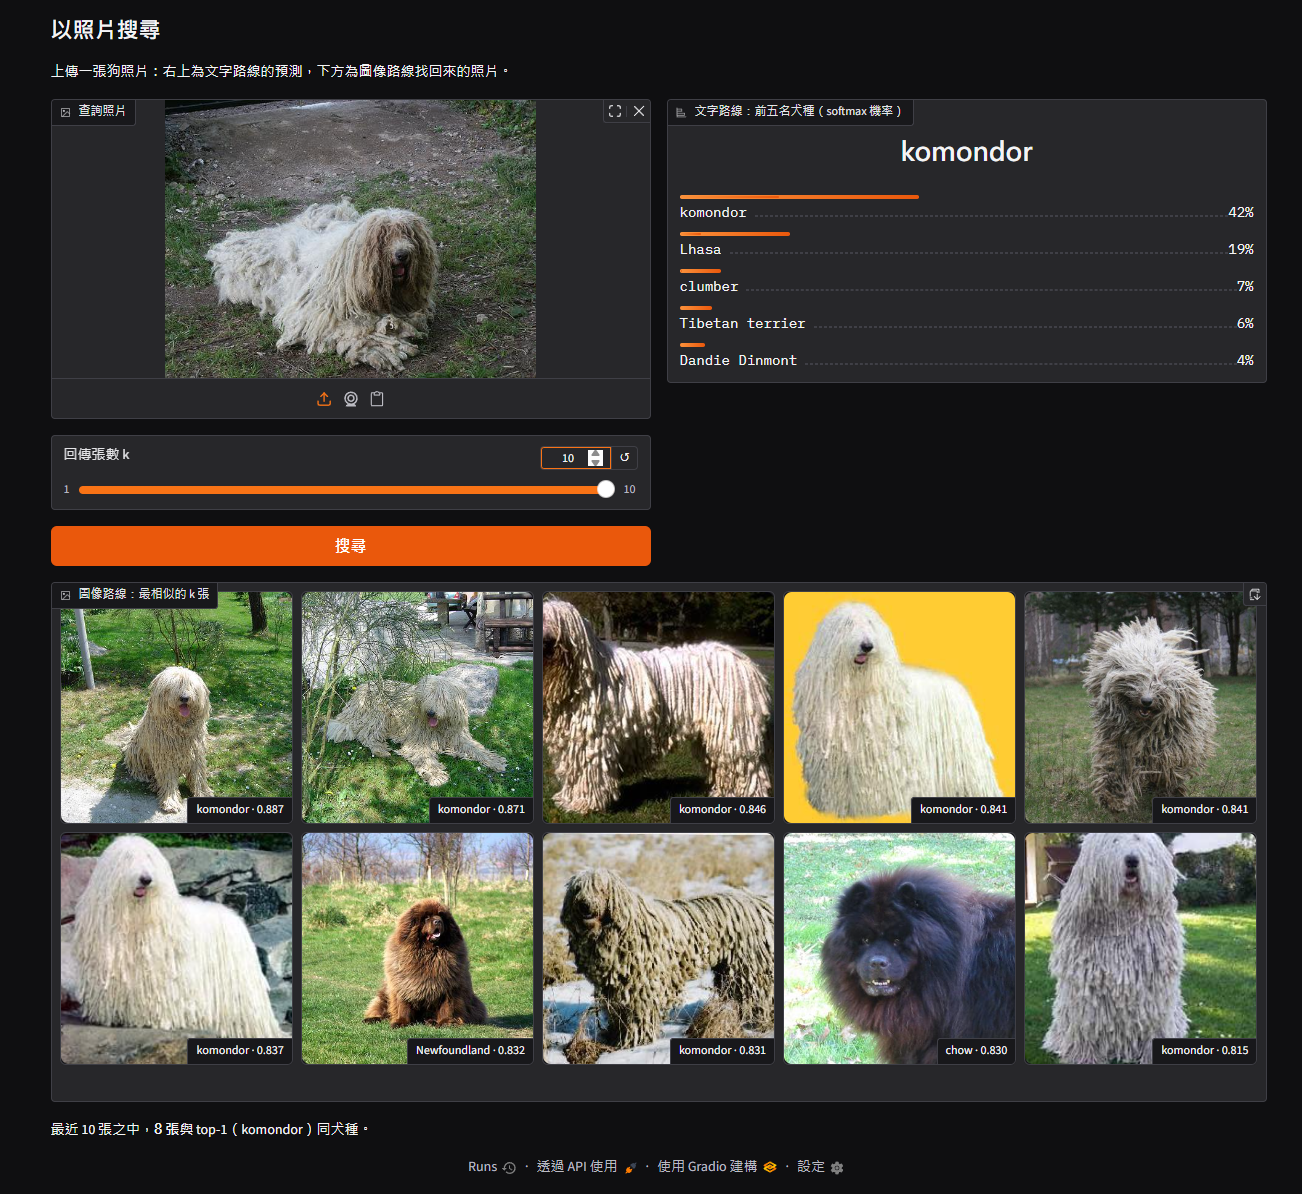 以照片搜尋
上傳一張狗照片：右上為文字路線的預測，下方為圖像路線找回來的照片。
查詢照片
文字路線：前五名犬種（softmax 機率）
komondor
komondor 42%
Lhasa 19%
clumber 7%
Tibetan terrier 6%
Dandie Dinmont 4%
回傳張數 k
10
1
10
搜尋
圖像路線：最相似的 k 張
komondor · 0.887
komondor · 0.871
komondor · 0.846
komondor · 0.841
komondor · 0.841
komondor · 0.837
Newfoundland · 0.832
komondor · 0.831
chow · 0.830
komondor · 0.815
最近 10 張之中，8 張與 top-1（komondor）同犬種。
Runs · 透過 API 使用 · 使用 Gradio 建構 · 設定